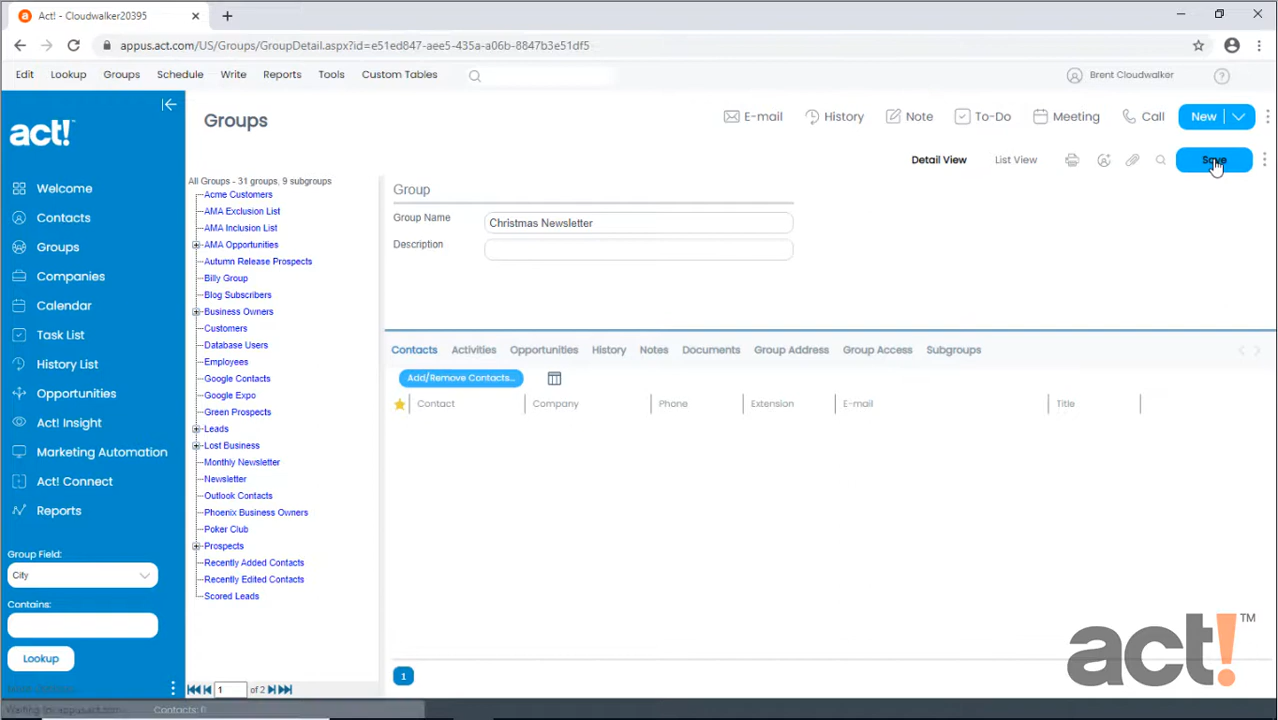 Act! - Cloudwalker20395
appus.act.com/US/Groups/GroupDetail.aspx?id=e51ed847-aee5-435a-a06b-8847b3e51df5
Edit Lookup Groups Schedule Write Reports Tools Custom Tables Brent Cloudwalker
act!
Groups
E-mail History Note To-Do Meeting Call New
Detail View List View Save
Welcome
Contacts
Groups
Companies
Calendar
Task List
History List
Opportunities
Act! Insight
Marketing Automation
Act! Connect
Reports
Group Field:
City
Contains:
Lookup
All Groups - 31 groups, 9 subgroups
Acme Customers
AMA Exclusion List
AMA Inclusion List
AMA Opportunities
Autumn Release Prospects
Billy Group
Blog Subscribers
Business Owners
Customers
Database Users
Employees
Google Contacts
Google Expo
Green Prospects
Leads
Lost Business
Monthly Newsletter
Newsletter
Outlook Contacts
Phoenix Business Owners
Poker Club
Prospects
Recently Added Contacts
Recently Edited Contacts
Scored Leads
1 of 2
Group
Group Name Christmas Newsletter
Description
Contacts Activities Opportunities History Notes Documents Group Address Group Access Subgroups
Add/Remove Contacts...
Contact Company Phone Extension E-mail Title
1
act!™
Waiting for appus.act.com... Contacts: 0